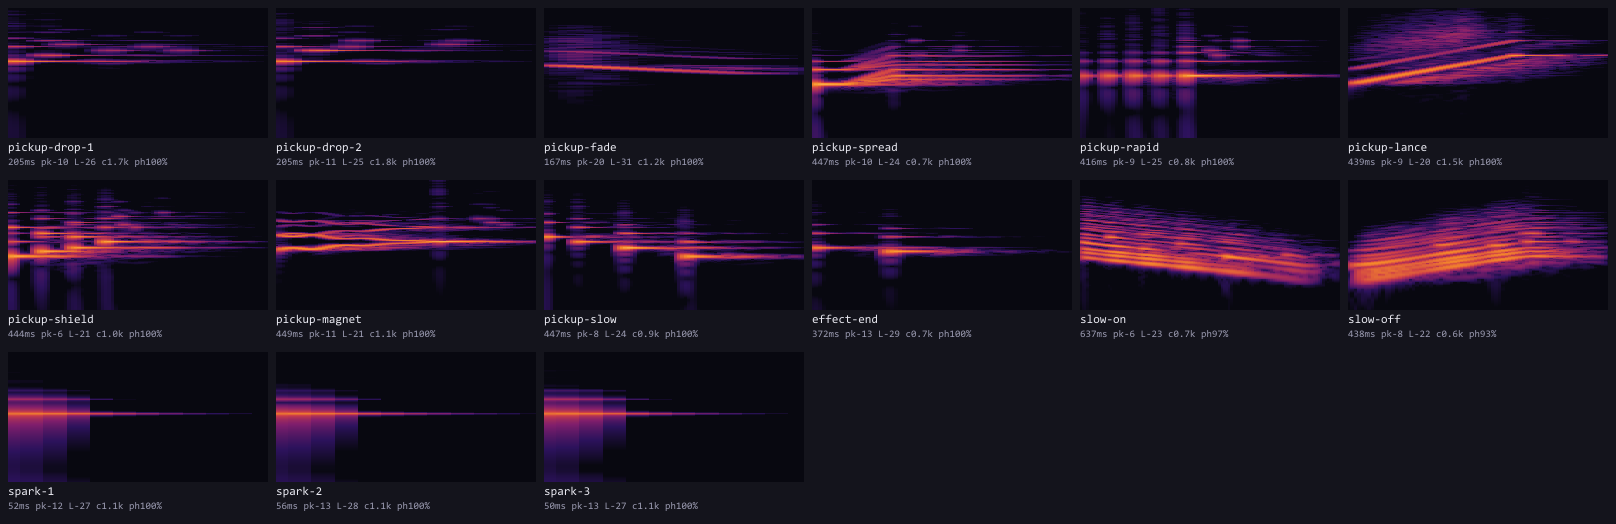 pickup-drop-1
205ms pk-10 L-26 c1.7k ph100%
pickup-drop-2
205ms pk-11 L-25 c1.8k ph100%
pickup-fade
167ms pk-20 L-31 c1.2k ph100%
pickup-spread
447ms pk-10 L-24 c0.7k ph100%
pickup-rapid
416ms pk-9 L-25 c0.8k ph100%
pickup-lance
439ms pk-9 L-20 c1.5k ph100%
pickup-shield
444ms pk-6 L-21 c1.0k ph100%
pickup-magnet
449ms pk-11 L-21 c1.1k ph100%
pickup-slow
447ms pk-8 L-24 c0.9k ph100%
effect-end
372ms pk-13 L-29 c0.7k ph100%
slow-on
637ms pk-6 L-23 c0.7k ph97%
slow-off
438ms pk-8 L-22 c0.6k ph93%
spark-1
52ms pk-12 L-27 c1.1k ph100%
spark-2
56ms pk-13 L-28 c1.1k ph100%
spark-3
50ms pk-13 L-27 c1.1k ph100%